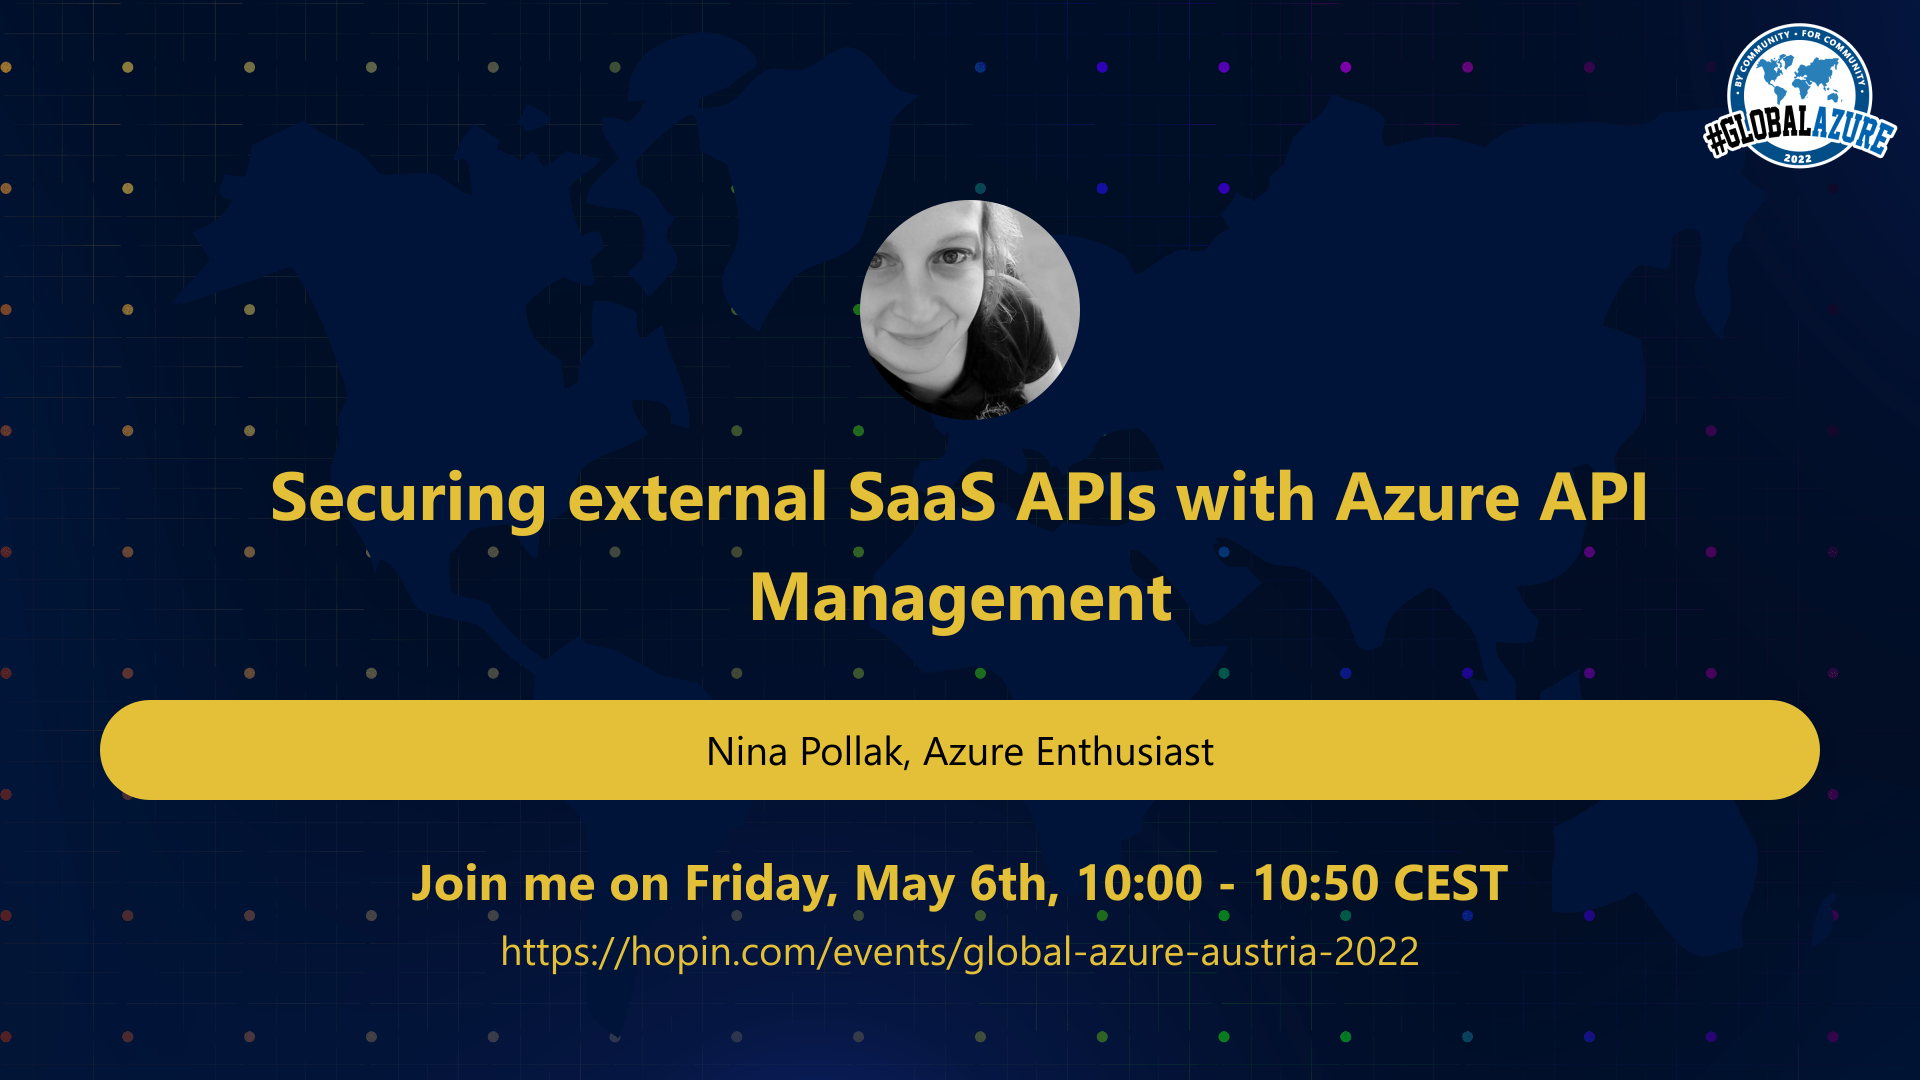 • BY COMMUNITY • FOR COMMUNITY •
#GLOBALAZURE
2022
Securing external SaaS APIs with Azure API
Management
Nina Pollak, Azure Enthusiast
Join me on Friday, May 6th, 10:00 - 10:50 CEST
https://hopin.com/events/global-azure-austria-2022